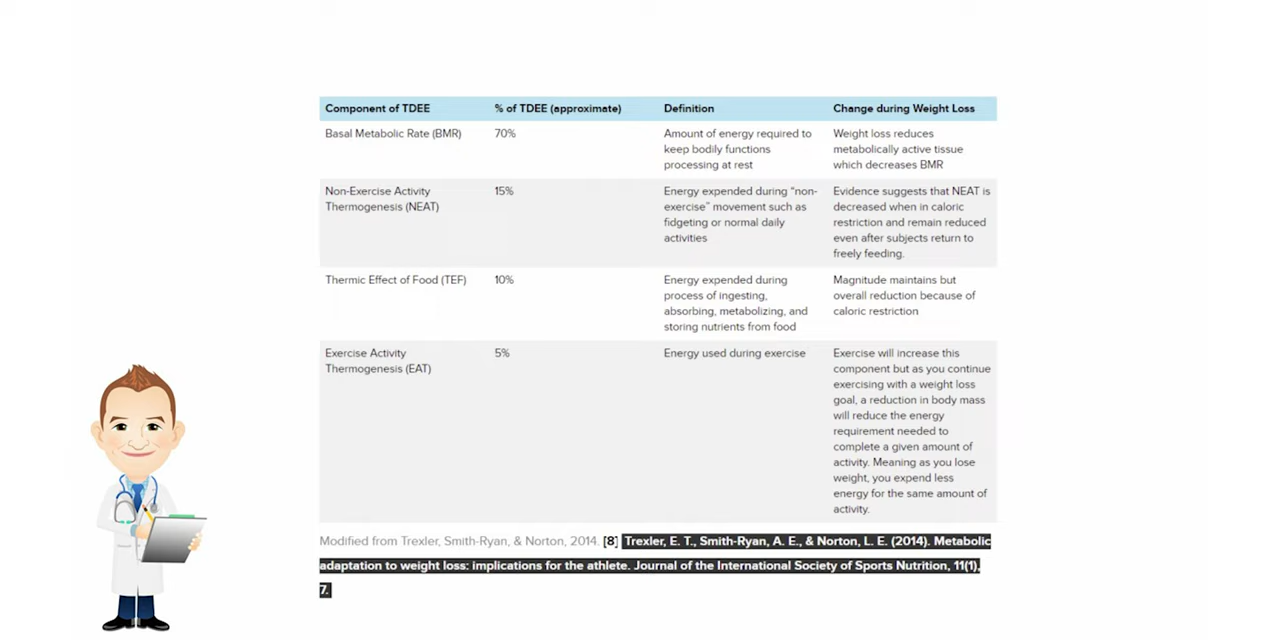 Component of TDEE
% of TDEE (approximate)
Definition
Change during Weight Loss
Basal Metabolic Rate (BMR)
70%
Amount of energy required to
keep bodily functions
processing at rest
Weight loss reduces
metabolically active tissue
which decreases BMR
Non-Exercise Activity
Thermogenesis (NEAT)
15%
Energy expended during “non-
exercise” movement such as
fidgeting or normal daily
activities
Evidence suggests that NEAT is
decreased when in caloric
restriction and remain reduced
even after subjects return to
freely feeding.
Thermic Effect of Food (TEF)
10%
Energy expended during
process of ingesting,
absorbing, metabolizing, and
storing nutrients from food
Magnitude maintains but
overall reduction because of
caloric restriction
Exercise Activity
Thermogenesis (EAT)
5%
Energy used during exercise
Exercise will increase this
component but as you continue
exercising with a weight loss
goal, a reduction in body mass
will reduce the energy
requirement needed to
complete a given amount of
activity. Meaning as you lose
weight, you expend less
energy for the same amount of
activity.
Modified from Trexler, Smith-Ryan, & Norton, 2014. [8] Trexler, E. T., Smith-Ryan, A. E., & Norton, L. E. (2014). Metabolic
adaptation to weight loss: implications for the athlete. Journal of the International Society of Sports Nutrition, 11(1),
7.